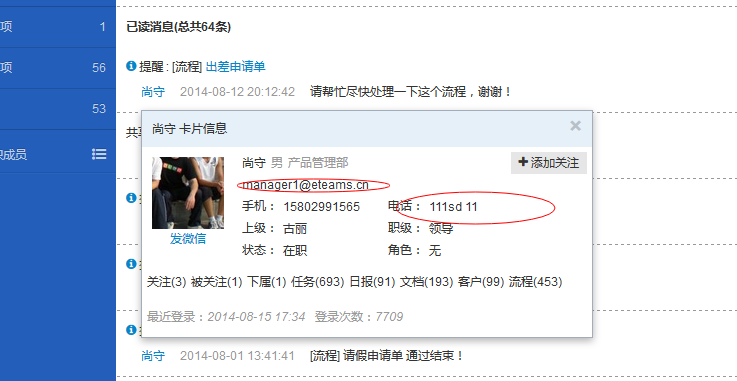 项 1
已读消息(总共64条)
项 56
提醒 : [流程] 出差申请单
尚守 2014-08-12 20:12:42 请帮忙尽快处理一下这个流程，谢谢！
53
尚守 卡片信息
共
成员
尚守 男 产品管理部
添加关注
manager1@eteams.cn
手机： 15802991565 电话： 111sd 11
上级： 古丽 职级： 领导
发微信
状态： 在职 角色： 无
关注(3) 被关注(1) 下属(1) 任务(693) 日报(91) 文档(193) 客户(99) 流程(453)
最近登录：2014-08-15 17:34 登录次数：7709
尚守 2014-08-01 13:41:41 [流程] 请假申请单 通过结束！